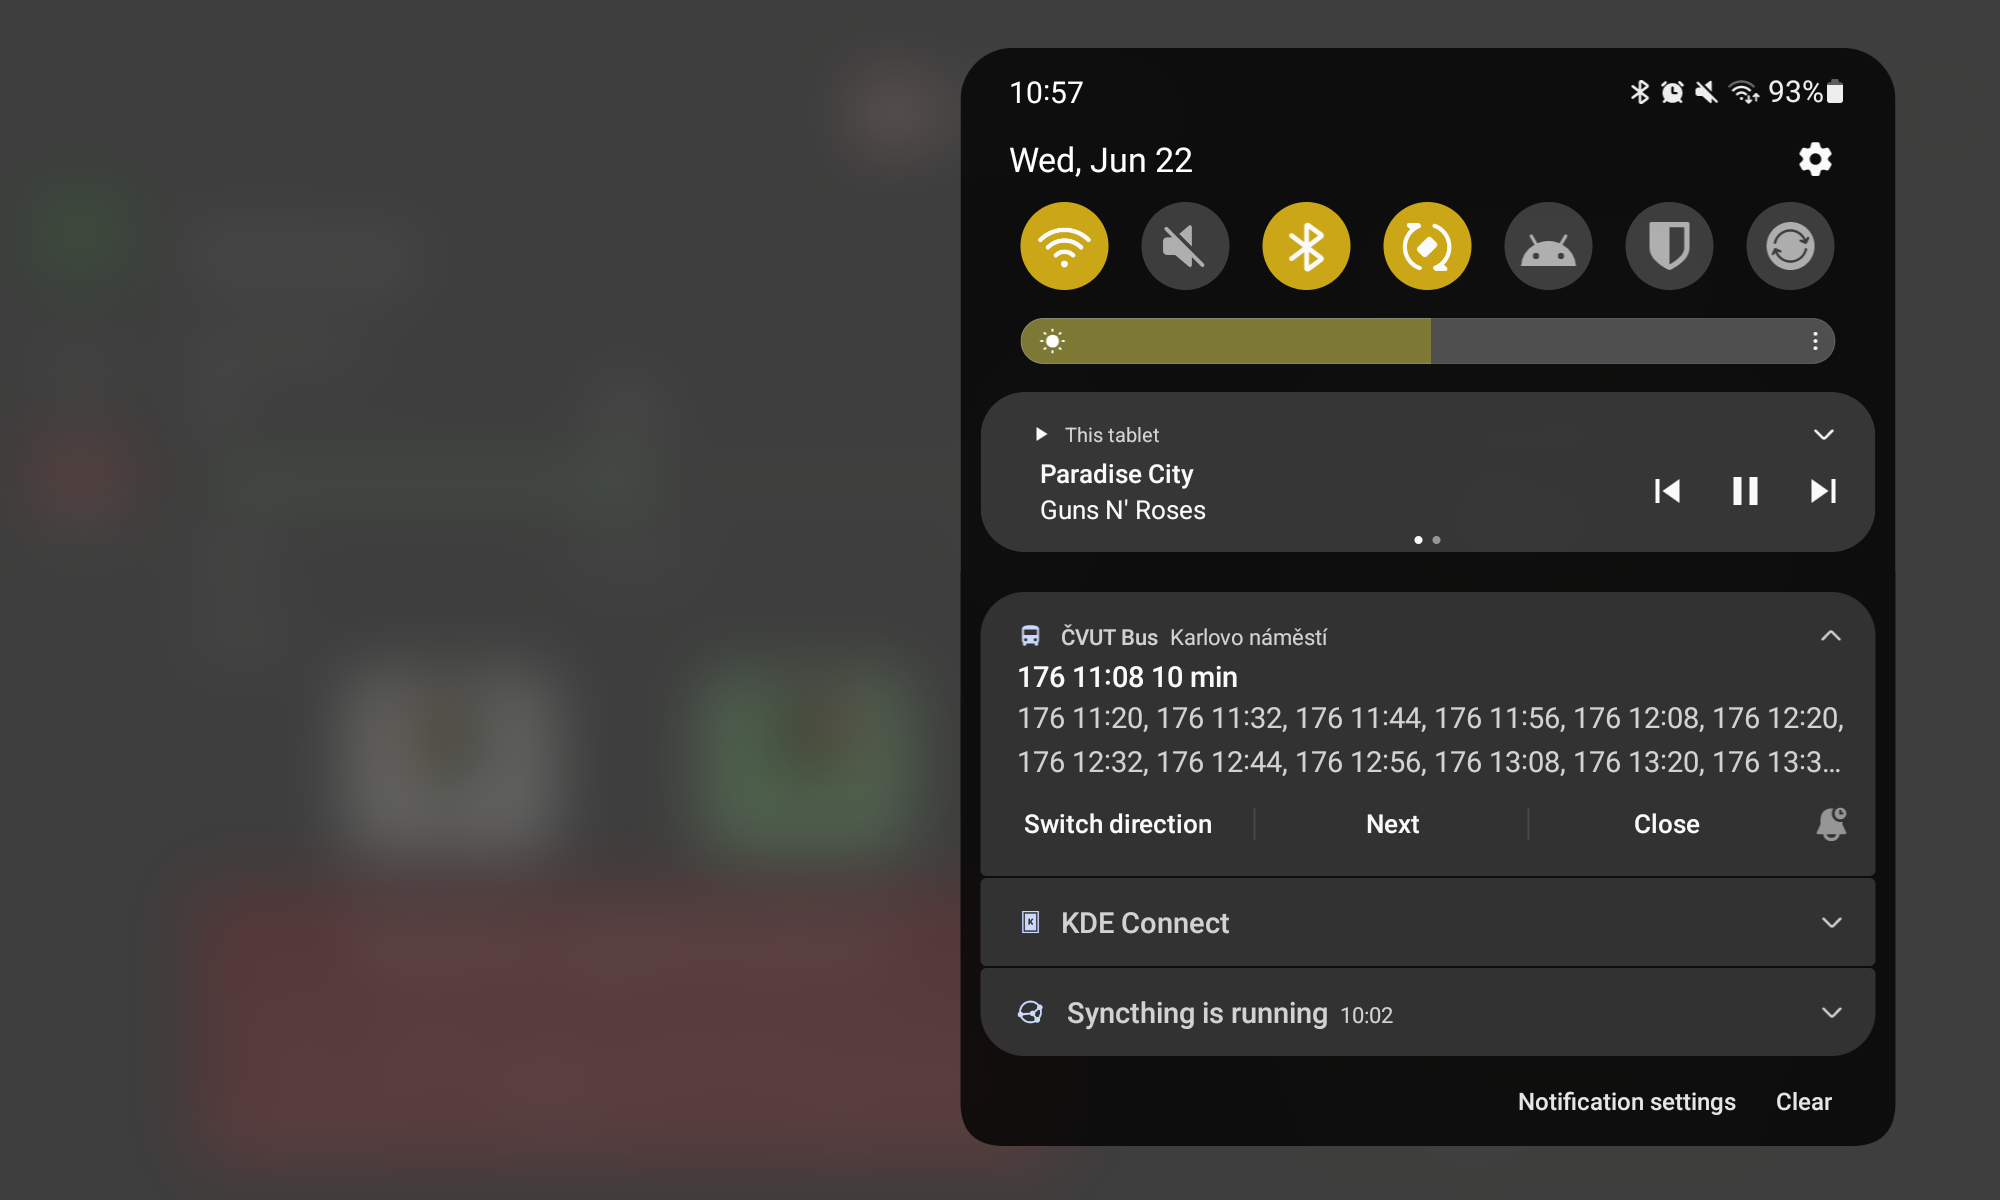 10:57
93%
Wed, Jun 22
This tablet
Paradise City
Guns N' Roses
ČVUT Bus Karlovo náměstí
176 11:08 10 min
176 11:20, 176 11:32, 176 11:44, 176 11:56, 176 12:08, 176 12:20,
176 12:32, 176 12:44, 176 12:56, 176 13:08, 176 13:20, 176 13:3...
Switch direction
Next
Close
KDE Connect
Syncthing is running 10:02
Notification settings
Clear